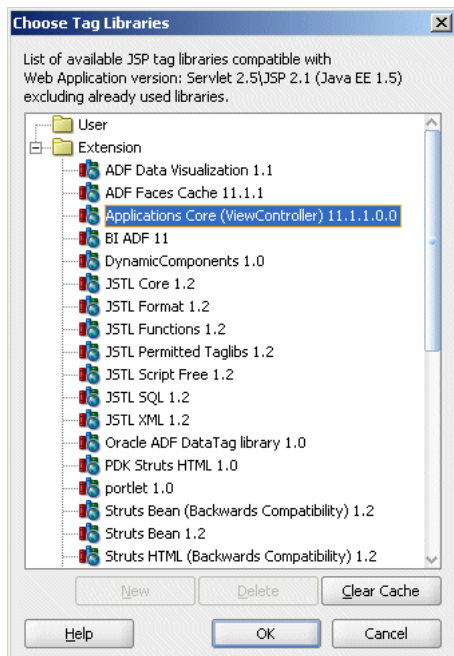 Choose Tag Libraries
List of available JSP tag libraries compatible with
Web Application version: Servlet 2.5\JSP 2.1 (Java EE 1.5)
excluding already used libraries.
User
Extension
ADF Data Visualization 1.1
ADF Faces Cache 11.1.1
Applications Core (ViewController) 11.1.1.0.0
BI ADF 11
DynamicComponents 1.0
JSTL Core 1.2
JSTL Format 1.2
JSTL Functions 1.2
JSTL Permitted Taglibs 1.2
JSTL Script Free 1.2
JSTL SQL 1.2
JSTL XML 1.2
Oracle ADF DataTag library 1.0
PDK Struts HTML 1.0
portlet 1.0
Struts Bean (Backwards Compatibility) 1.2
Struts Bean 1.2
Struts HTML (Backwards Compatibility) 1.2
New Delete Clear Cache
Help OK Cancel